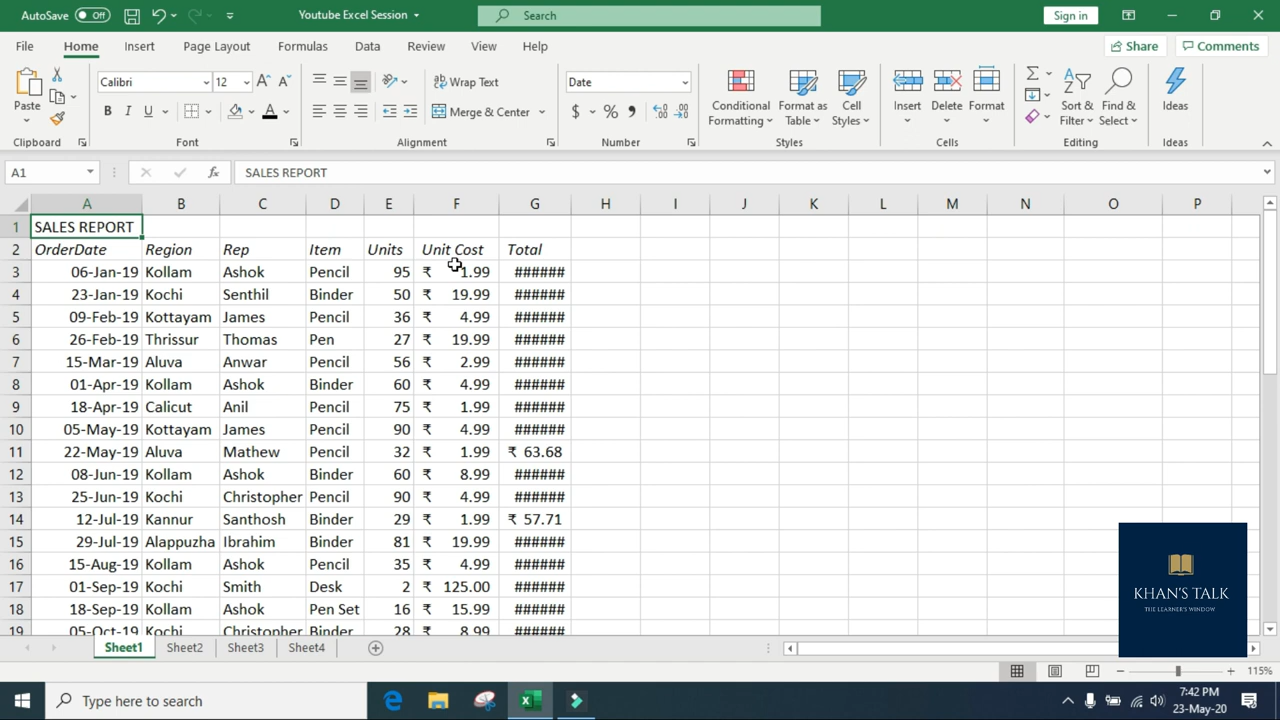 AutoSave Off Youtube Excel Session Search Sign in
File Home Insert Page Layout Formulas Data Review View Help Share Comments
Paste Calibri 12 B I U Wrap Text Merge & Center Date $ % Conditional Formatting Format as Table Cell Styles Insert Delete Format Sort & Filter Find & Select Ideas
Clipboard Font Alignment Number Styles Cells Editing Ideas
A1 fx SALES REPORT
A B C D E F G H I J K L M N O P
1 SALES REPORT
2 OrderDate Region Rep Item Units Unit Cost Total
3 06-Jan-19 Kollam Ashok Pencil 95 ₹ 1.99 ######
4 23-Jan-19 Kochi Senthil Binder 50 ₹ 19.99 ######
5 09-Feb-19 Kottayam James Pencil 36 ₹ 4.99 ######
6 26-Feb-19 Thrissur Thomas Pen 27 ₹ 19.99 ######
7 15-Mar-19 Aluva Anwar Pencil 56 ₹ 2.99 ######
8 01-Apr-19 Kollam Ashok Binder 60 ₹ 4.99 ######
9 18-Apr-19 Calicut Anil Pencil 75 ₹ 1.99 ######
10 05-May-19 Kottayam James Pencil 90 ₹ 4.99 ######
11 22-May-19 Aluva Mathew Pencil 32 ₹ 1.99 ₹ 63.68
12 08-Jun-19 Kollam Ashok Binder 60 ₹ 8.99 ######
13 25-Jun-19 Kochi Christopher Pencil 90 ₹ 4.99 ######
14 12-Jul-19 Kannur Santhosh Binder 29 ₹ 1.99 ₹ 57.71
15 29-Jul-19 Alappuzha Ibrahim Binder 81 ₹ 19.99 ######
16 15-Aug-19 Kollam Ashok Pencil 35 ₹ 4.99 ######
17 01-Sep-19 Kochi Smith Desk 2 ₹ 125.00 ######
18 18-Sep-19 Kollam Ashok Pen Set 16 ₹ 15.99 ######
19 05-Oct-19 Kochi Christopher Binder 28 ₹ 8.99 ######
KHAN'S TALK
THE LEARNER'S WINDOW
Sheet1 Sheet2 Sheet3 Sheet4
115%
Type here to search 7:42 PM
23-May-20